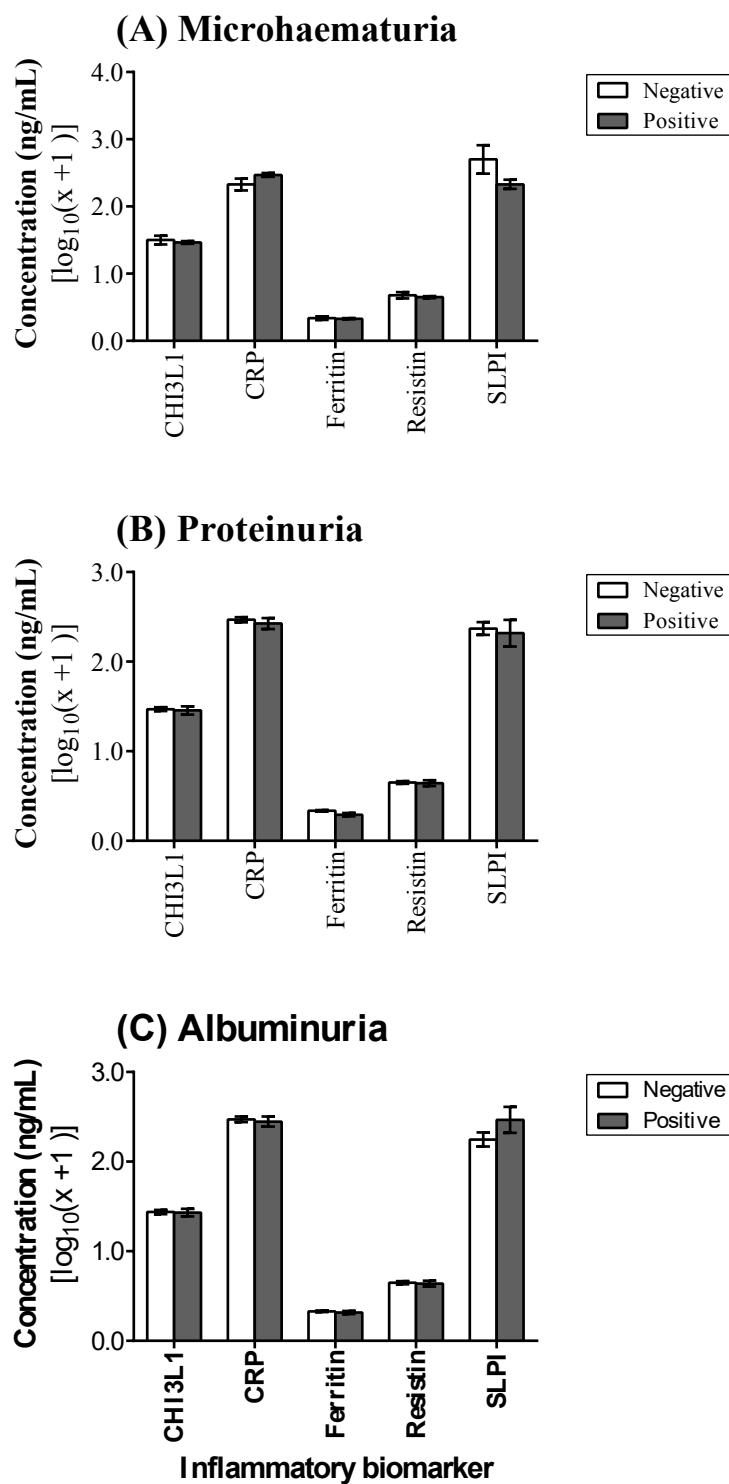 (A) Microhaematuria
Concentration (ng/mL)
[log10(x +1 )]
4.0
3.0
2.0
1.0
0.0
CHI3L1
CRP
Ferritin
Resistin
SLPI
Negative
Positive
(B) Proteinuria
Concentration (ng/mL)
[log10(x +1 )]
3.0
2.0
1.0
0.0
CHI3L1
CRP
Ferritin
Resistin
SLPI
Negative
Positive
(C) Albuminuria
Concentration (ng/mL)
[log10(x +1 )]
3.0
2.0
1.0
0.0
CHI3L1
CRP
Ferritin
Resistin
SLPI
Inflammatory biomarker
Negative
Positive